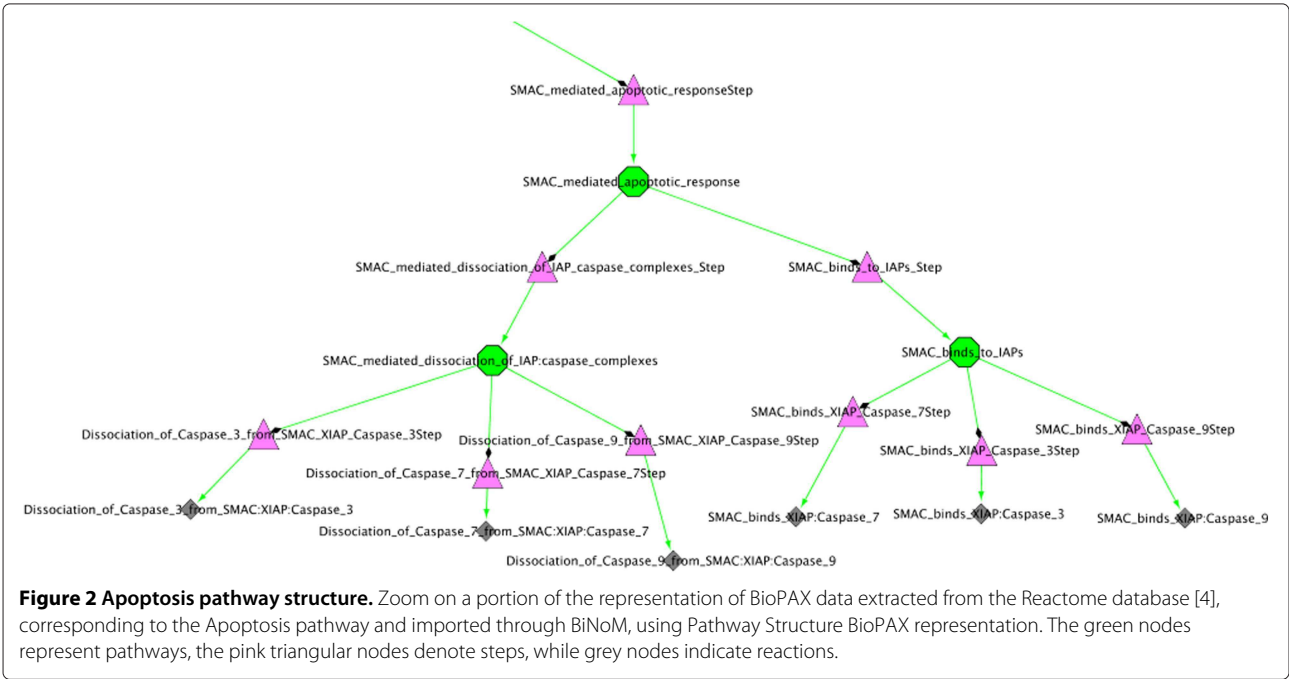 SMAC_mediated_apoptotic_responseStep
SMAC_mediated_apoptotic_response
SMAC_mediated_dissociation_of_IAP_caspase_complexes_Step
SMAC_binds_to_IAPs_Step
SMAC_mediated_dissociation_of_IAP:caspase_complexes
SMAC_binds_to_IAPs
Dissociation_of_Caspase_3_from_SMAC_XIAP_Caspase_3Step
Dissociation_of_Caspase_9_from_SMAC_XIAP_Caspase_9Step
Dissociation_of_Caspase_7_from_SMAC_XIAP_Caspase_7Step
SMAC_binds_XIAP_Caspase_7Step
SMAC_binds_XIAP_Caspase_3Step
SMAC_binds_XIAP_Caspase_9Step
Dissociation_of_Caspase_3_from_SMAC:XIAP:Caspase_3
Dissociation_of_Caspase_7_from_SMAC:XIAP:Caspase_7
Dissociation_of_Caspase_9_from_SMAC:XIAP:Caspase_9
SMAC_binds_XIAP:Caspase_7
SMAC_binds_XIAP:Caspase_3
SMAC_binds_XIAP:Caspase_9
Figure 2 Apoptosis pathway structure. Zoom on a portion of the representation of BioPAX data extracted from the Reactome database [4],
corresponding to the Apoptosis pathway and imported through BiNoM, using Pathway Structure BioPAX representation. The green nodes
represent pathways, the pink triangular nodes denote steps, while grey nodes indicate reactions.